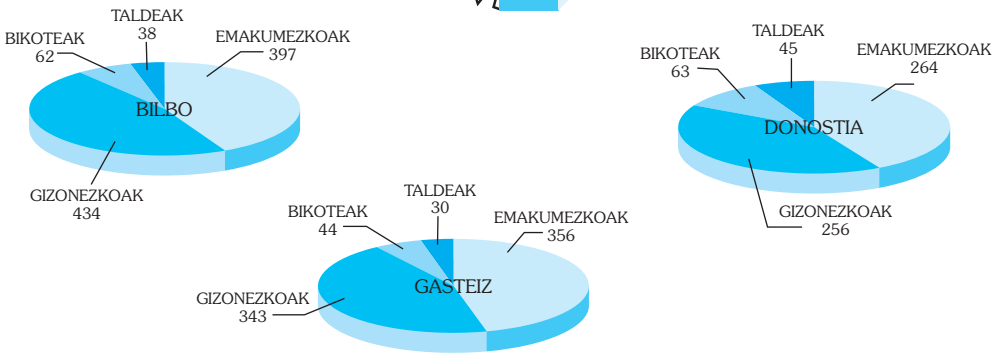 TALDEAK
38
BIKOTEAK
62
EMAKUMEZKOAK
397
BILBO
GIZONEZKOAK
434
TALDEAK
45
BIKOTEAK
63
EMAKUMEZKOAK
264
DONOSTIA
GIZONEZKOAK
256
TALDEAK
30
BIKOTEAK
44
EMAKUMEZKOAK
356
GASTEIZ
GIZONEZKOAK
343